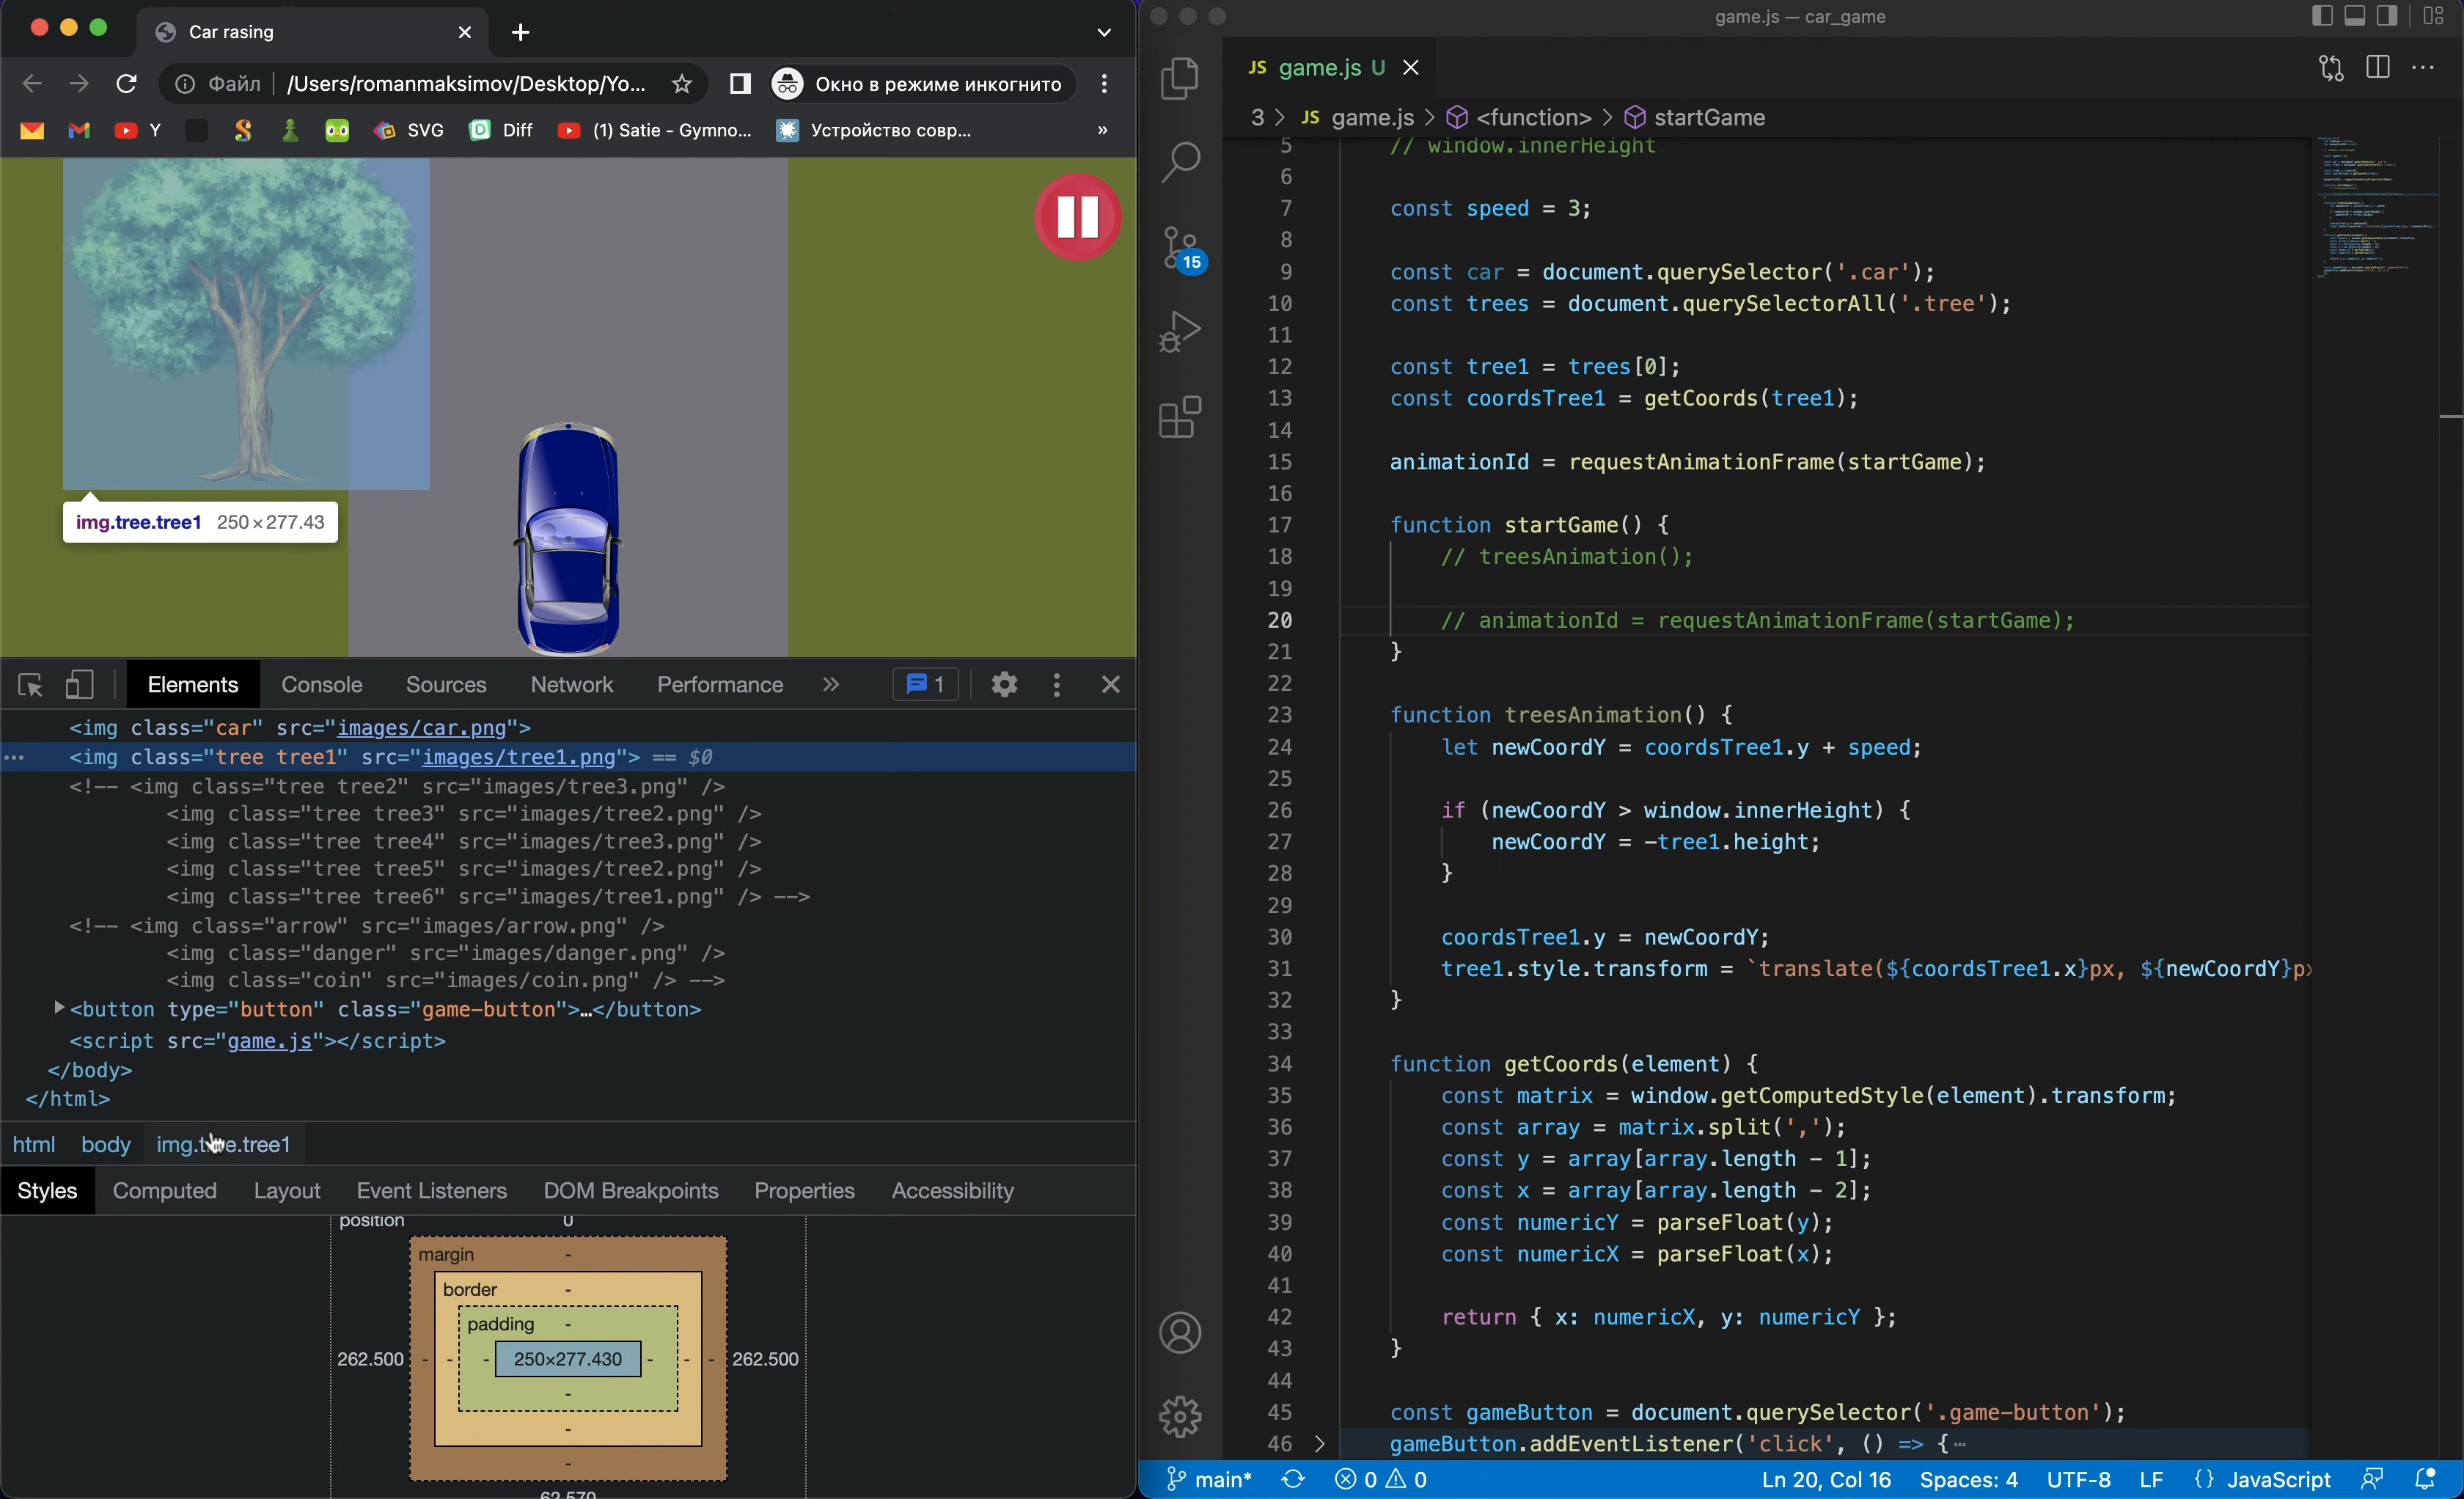 Car rasing
Файл /Users/romanmaksimov/Desktop/Yo... Окно в режиме инкогнито
Y SVG Diff (1) Satie - Gymno... Устройство совр... »
img.tree.tree1 250×277.43
Elements Console Sources Network Performance » 1
<img class="car" src="images/car.png">
<img class="tree tree1" src="images/tree1.png"> == $0
<!-- <img class="tree tree2" src="images/tree3.png" />
<img class="tree tree3" src="images/tree2.png" />
<img class="tree tree4" src="images/tree3.png" />
<img class="tree tree5" src="images/tree2.png" />
<img class="tree tree6" src="images/tree1.png" /> -->
<!-- <img class="arrow" src="images/arrow.png" />
<img class="danger" src="images/danger.png" />
<img class="coin" src="images/coin.png" /> -->
<button type="button" class="game-button">…</button>
<script src="game.js"></script>
</body>
</html>
html body img.tree.tree1
Styles Computed Layout Event Listeners DOM Breakpoints Properties Accessibility
position 0
margin -
border -
padding -
262.500 - - - 250×277.430 - - - 262.500
-
-
-
62.570
game.js — car_game
JS game.js U
3 > JS game.js > <function> > startGame
15
5 // window.innerHeight
6
7 const speed = 3;
8
9 const car = document.querySelector('.car');
10 const trees = document.querySelectorAll('.tree');
11
12 const tree1 = trees[0];
13 const coordsTree1 = getCoords(tree1);
14
15 animationId = requestAnimationFrame(startGame);
16
17 function startGame() {
18 // treesAnimation();
19
20 // animationId = requestAnimationFrame(startGame);
21 }
22
23 function treesAnimation() {
24 let newCoordY = coordsTree1.y + speed;
25
26 if (newCoordY > window.innerHeight) {
27 newCoordY = -tree1.height;
28 }
29
30 coordsTree1.y = newCoordY;
31 tree1.style.transform = `translate(${coordsTree1.x}px, ${newCoordY}px
32 }
33
34 function getCoords(element) {
35 const matrix = window.getComputedStyle(element).transform;
36 const array = matrix.split(',');
37 const y = array[array.length - 1];
38 const x = array[array.length - 2];
39 const numericY = parseFloat(y);
40 const numericX = parseFloat(x);
41
42 return { x: numericX, y: numericY };
43 }
44
45 const gameButton = document.querySelector('.game-button');
46 gameButton.addEventListener('click', () => {…
main* 0 0 Ln 20, Col 16 Spaces: 4 UTF-8 LF {} JavaScript